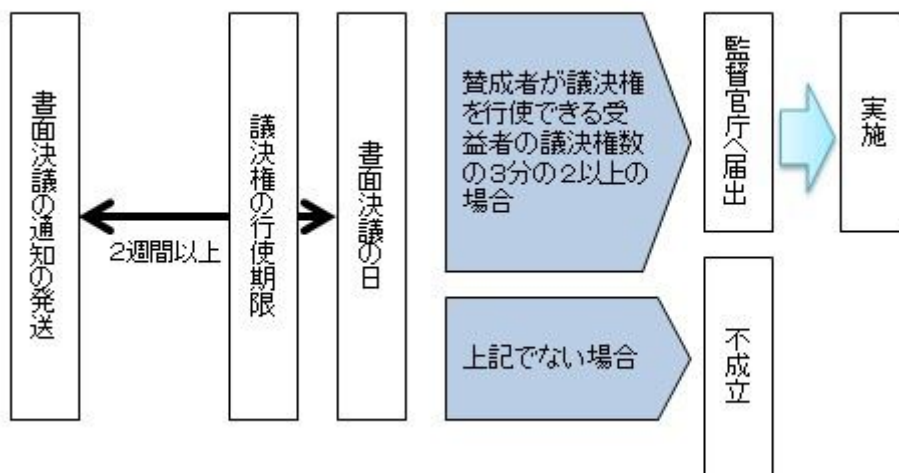 書面決議の通知の発送
2週間以上
議決権の行使期限
書面決議の日
賛成者が議決権
を行使できる受
益者の議決権数
の3分の2以上の
場合
監督官庁へ届出
実施
上記でない場合
不成立